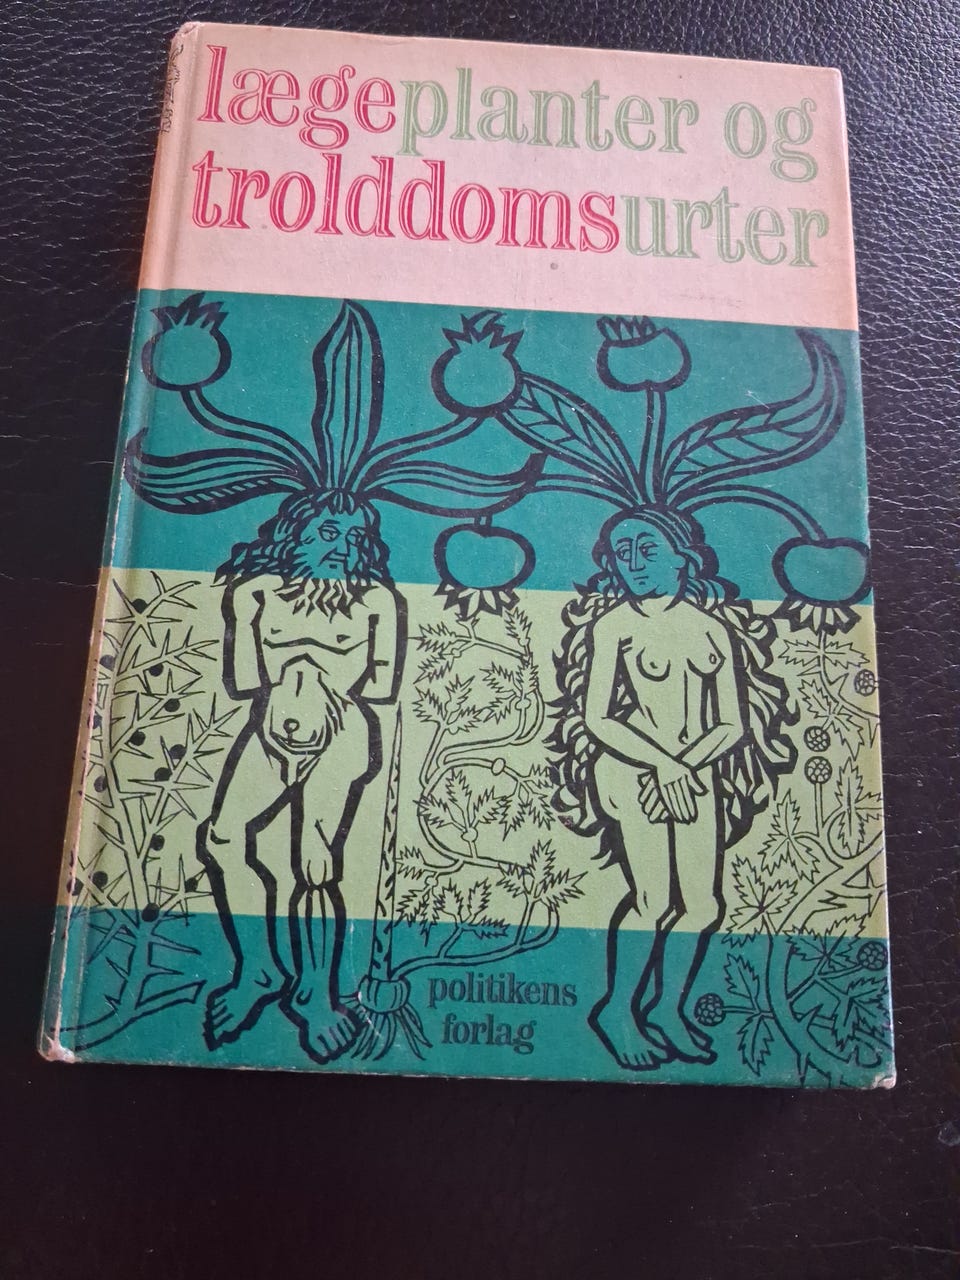 lægeplanter og
trolddomsurter
politikens
forlag